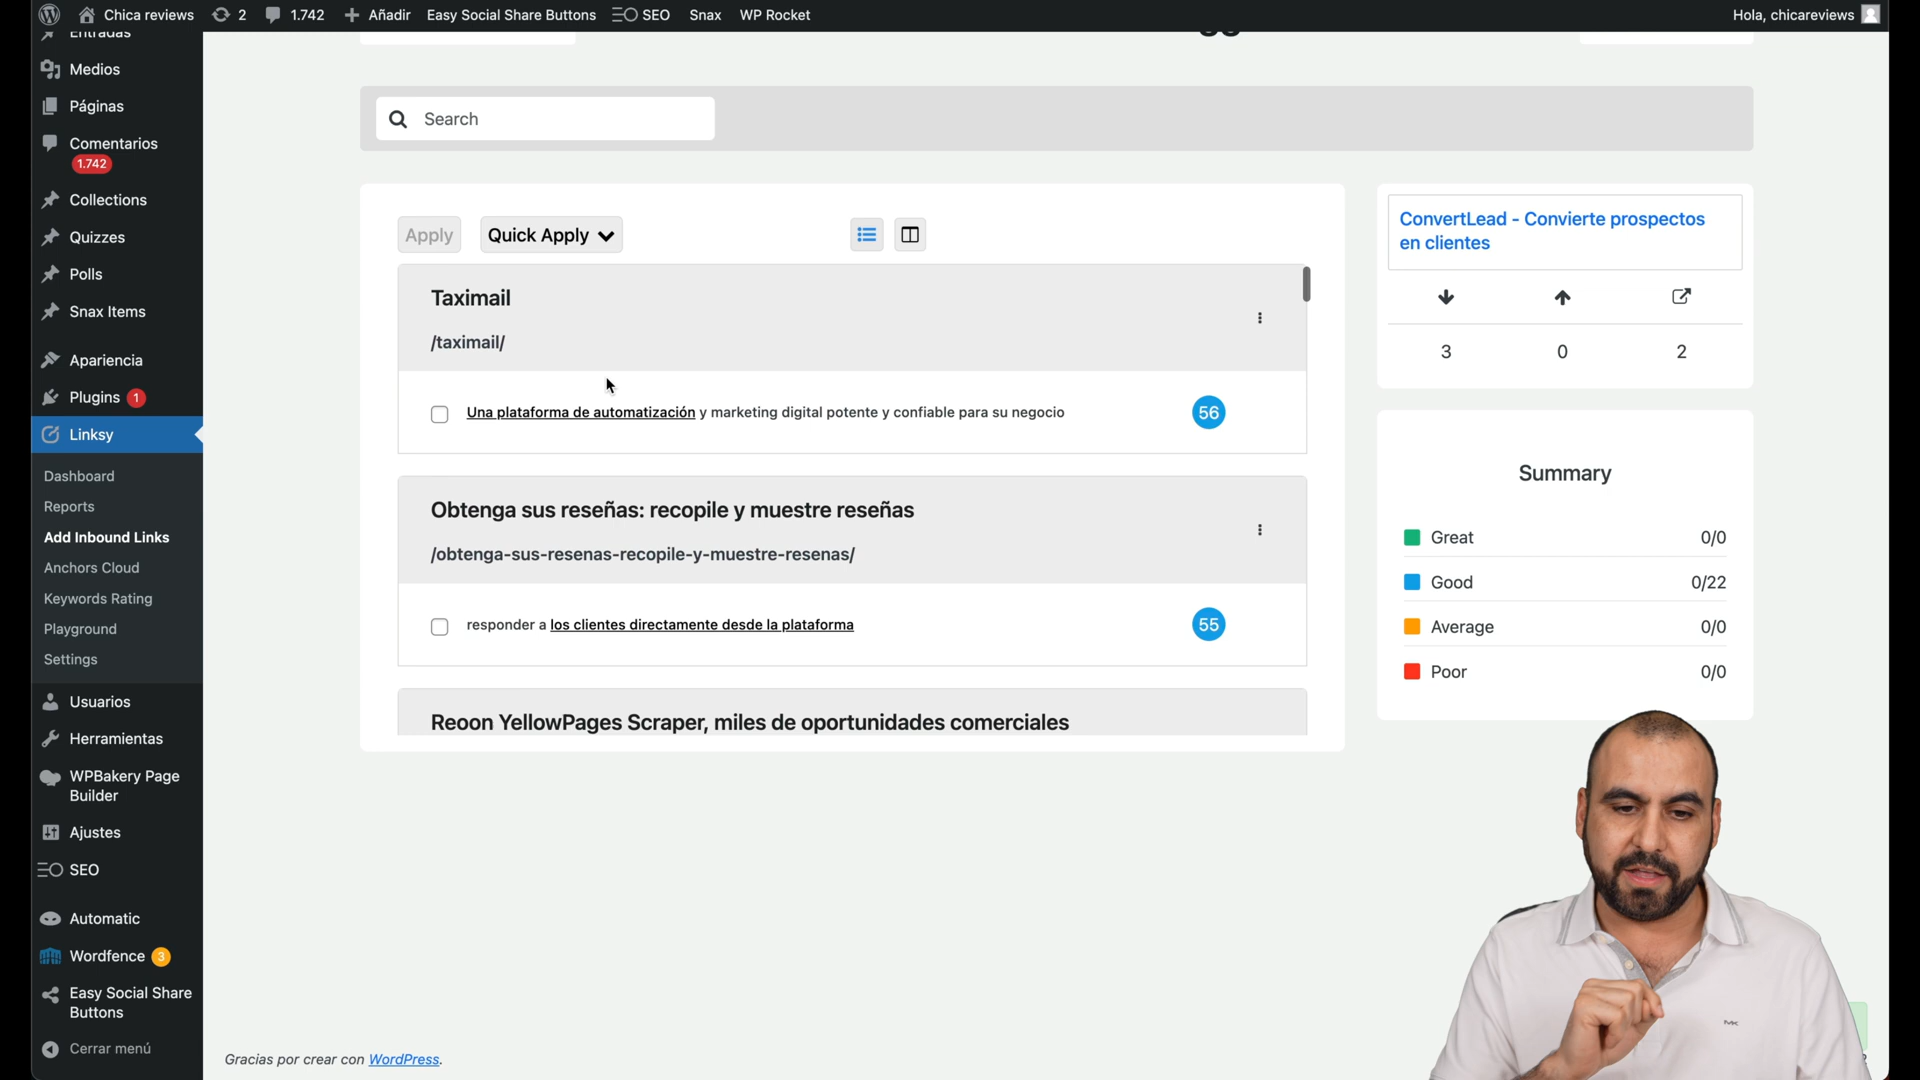 Chica reviews 2 1.742 Añadir Easy Social Share Buttons SEO Snax WP Rocket Hola, chicareviews
Entradas
Medios
Páginas
Comentarios
1.742
Collections
Quizzes
Polls
Snax Items
Apariencia
Plugins 1
Linksy
Dashboard
Reports
Add Inbound Links
Anchors Cloud
Keywords Rating
Playground
Settings
Usuarios
Herramientas
WPBakery Page
Builder
Ajustes
SEO
Automatic
Wordfence 3
Easy Social Share
Buttons
Cerrar menú
Search
Apply Quick Apply
Taximail
/taximail/
Una plataforma de automatización y marketing digital potente y confiable para su negocio 56
Obtenga sus reseñas: recopile y muestre reseñas
/obtenga-sus-resenas-recopile-y-muestre-resenas/
responder a los clientes directamente desde la plataforma 55
Reoon YellowPages Scraper, miles de oportunidades comerciales
ConvertLead - Convierte prospectos
en clientes
3 0 2
Summary
Great 0/0
Good 0/22
Average 0/0
Poor 0/0
Gracias por crear con WordPress.